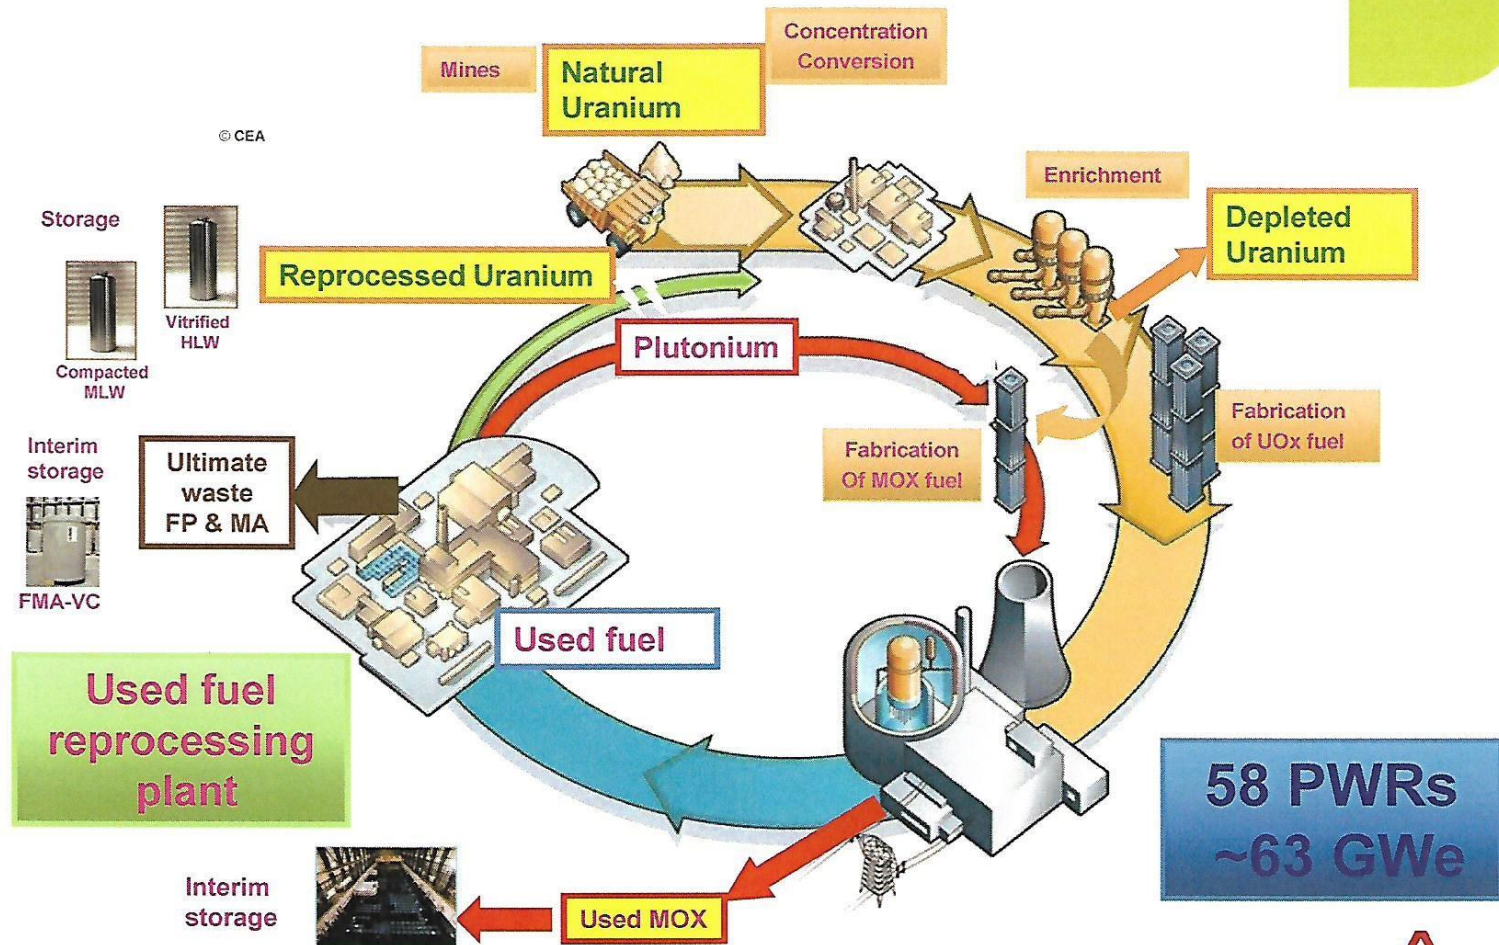 Concentration
Conversion
Mines
Natural
Uranium
© CEA
Enrichment
Storage
Depleted
Uranium
Reprocessed Uranium
Vitrified
HLW
Plutonium
Compacted
MLW
Fabrication
of UOx fuel
Interim
storage
Ultimate
waste
FP & MA
Fabrication
Of MOX fuel
FMA-VC
Used fuel
Used fuel
reprocessing
plant
58 PWRs
~63 GWe
Interim
storage
Used MOX